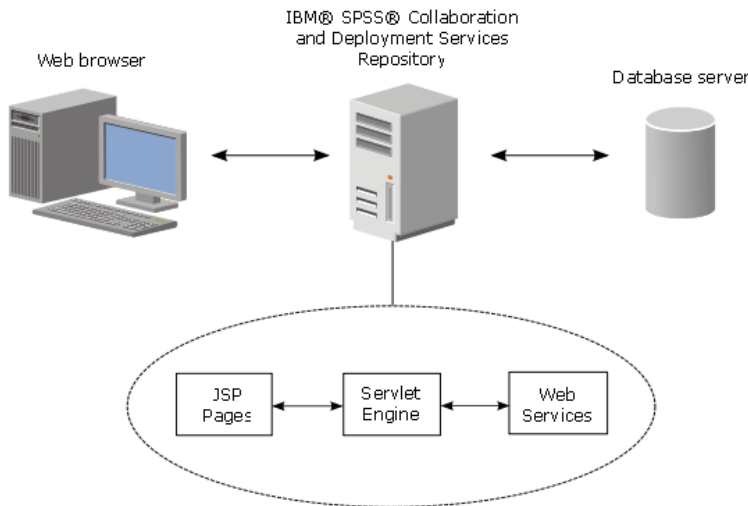 IBM® SPSS® Collaboration
and Deployment Services
Repository
Web browser
Database server
JSP
Pages
Servlet
Engine
Web
Services